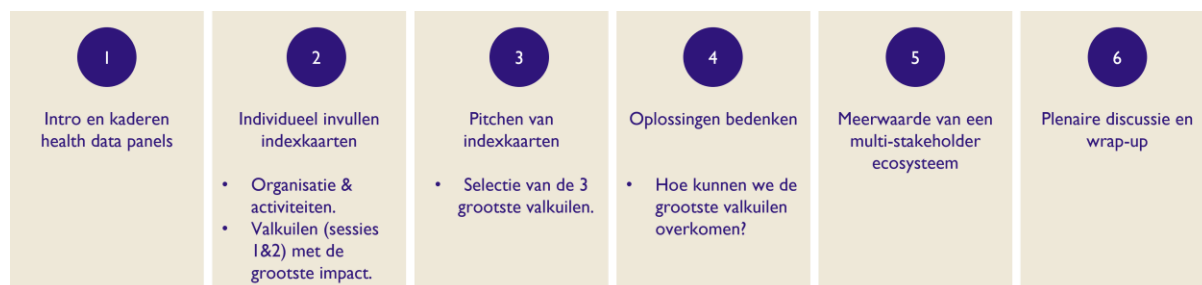 1
Intro en kaderen
health data panels
2
Individueel invullen
indexkaarten
• Organisatie &
activiteiten.
• Valkuilen (sessies
1&2) met de
grootste impact.
3
Pitchen van
indexkaarten
• Selectie van de 3
grootste valkuilen.
4
Oplossingen bedenken
• Hoe kunnen we de
grootste valkuilen
overkomen?
5
Meerwaarde van een
multi-stakeholder
ecosysteem
6
Plenaire discussie en
wrap-up